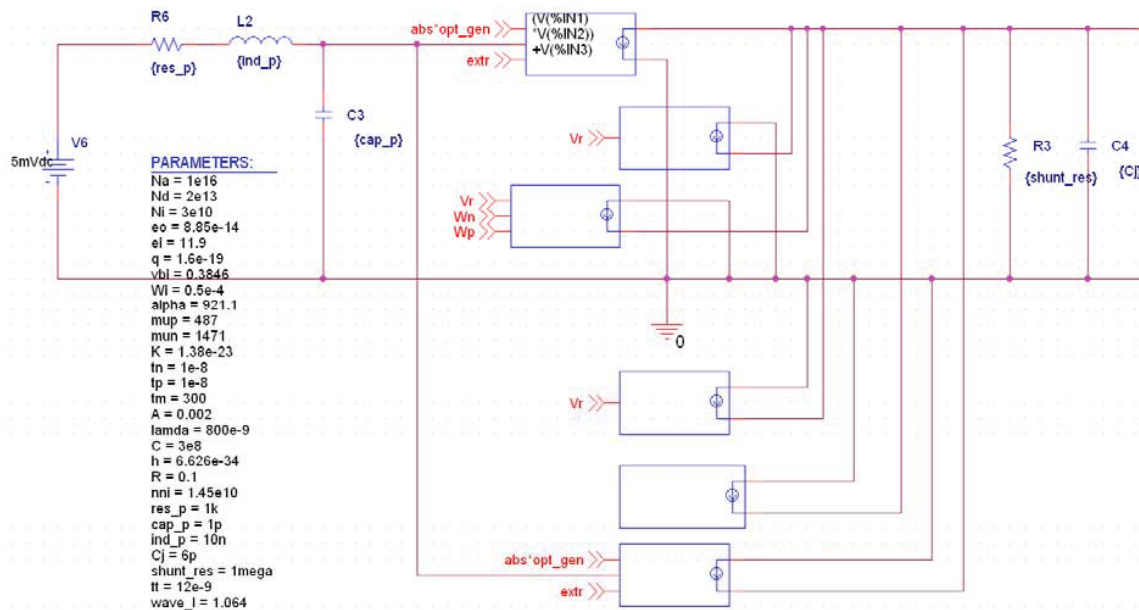 R6
L2
{res_p}
{ind_p}
abs*opt_gen
extr
(V(%IN1)
*V(%IN2))
+V(%IN3)
C3
{cap_p}
V6
5mVdc
Vr
Vr
Wn
Wp
R3
{shunt_res}
C4
{Cj}
0
Vr
abs*opt_gen
extr
PARAMETERS:
Na = 1e16
Nd = 2e13
Ni = 3e10
eo = 8.85e-14
ei = 11.9
q = 1.6e-19
vbi = 0.3846
Wi = 0.5e-4
alpha = 921.1
mup = 487
mun = 1471
K = 1.38e-23
tn = 1e-8
tp = 1e-8
tm = 300
A = 0.002
lamda = 800e-9
C = 3e8
h = 6.626e-34
R = 0.1
nni = 1.45e10
res_p = 1k
cap_p = 1p
ind_p = 10n
Cj = 6p
shunt_res = 1mega
tt = 12e-9
wave_l = 1.064